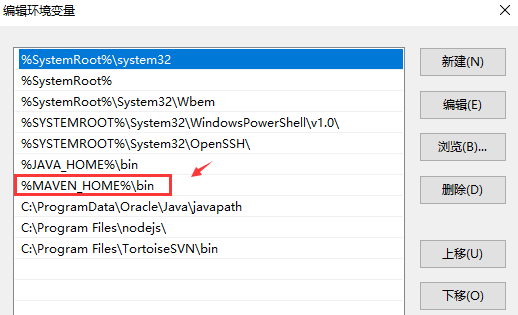 编辑环境变量
%SystemRoot%\system32
%SystemRoot%
%SystemRoot%\System32\Wbem
%SYSTEMROOT%\System32\WindowsPowerShell\v1.0\
%SYSTEMROOT%\System32\OpenSSH\
%JAVA_HOME%\bin
%MAVEN_HOME%\bin
C:\ProgramData\Oracle\Java\javapath
C:\Program Files\nodejs\
C:\Program Files\TortoiseSVN\bin
新建(N)
编辑(E)
浏览(B)...
删除(D)
上移(U)
下移(O)